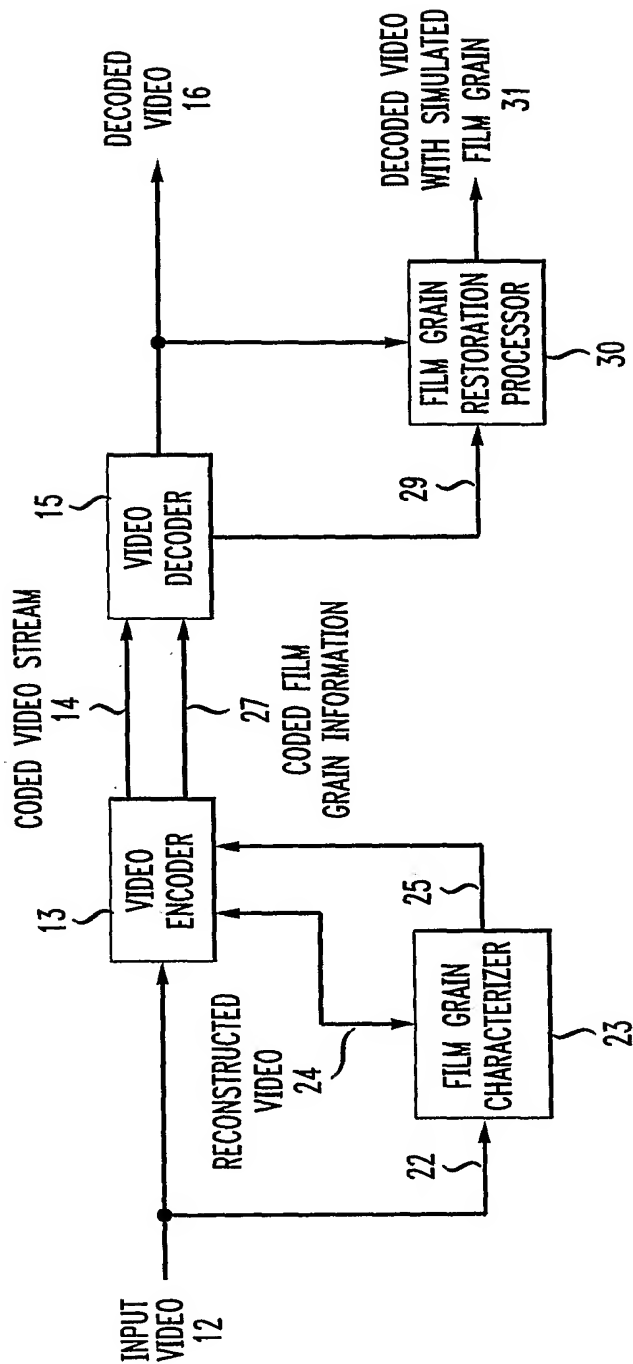 INPUT
VIDEO
12
22
RECONSTRUCTED
VIDEO
24
FILM GRAIN
CHARACTERIZER
23
25
13
VIDEO
ENCODER
CODED VIDEO STREAM
14
27
CODED FILM
GRAIN INFORMATION
15
VIDEO
DECODER
29
FILM GRAIN
RESTORATION
PROCESSOR
30
DECODED
VIDEO
16
DECODED VIDEO
WITH SIMULATED
FILM GRAIN
31